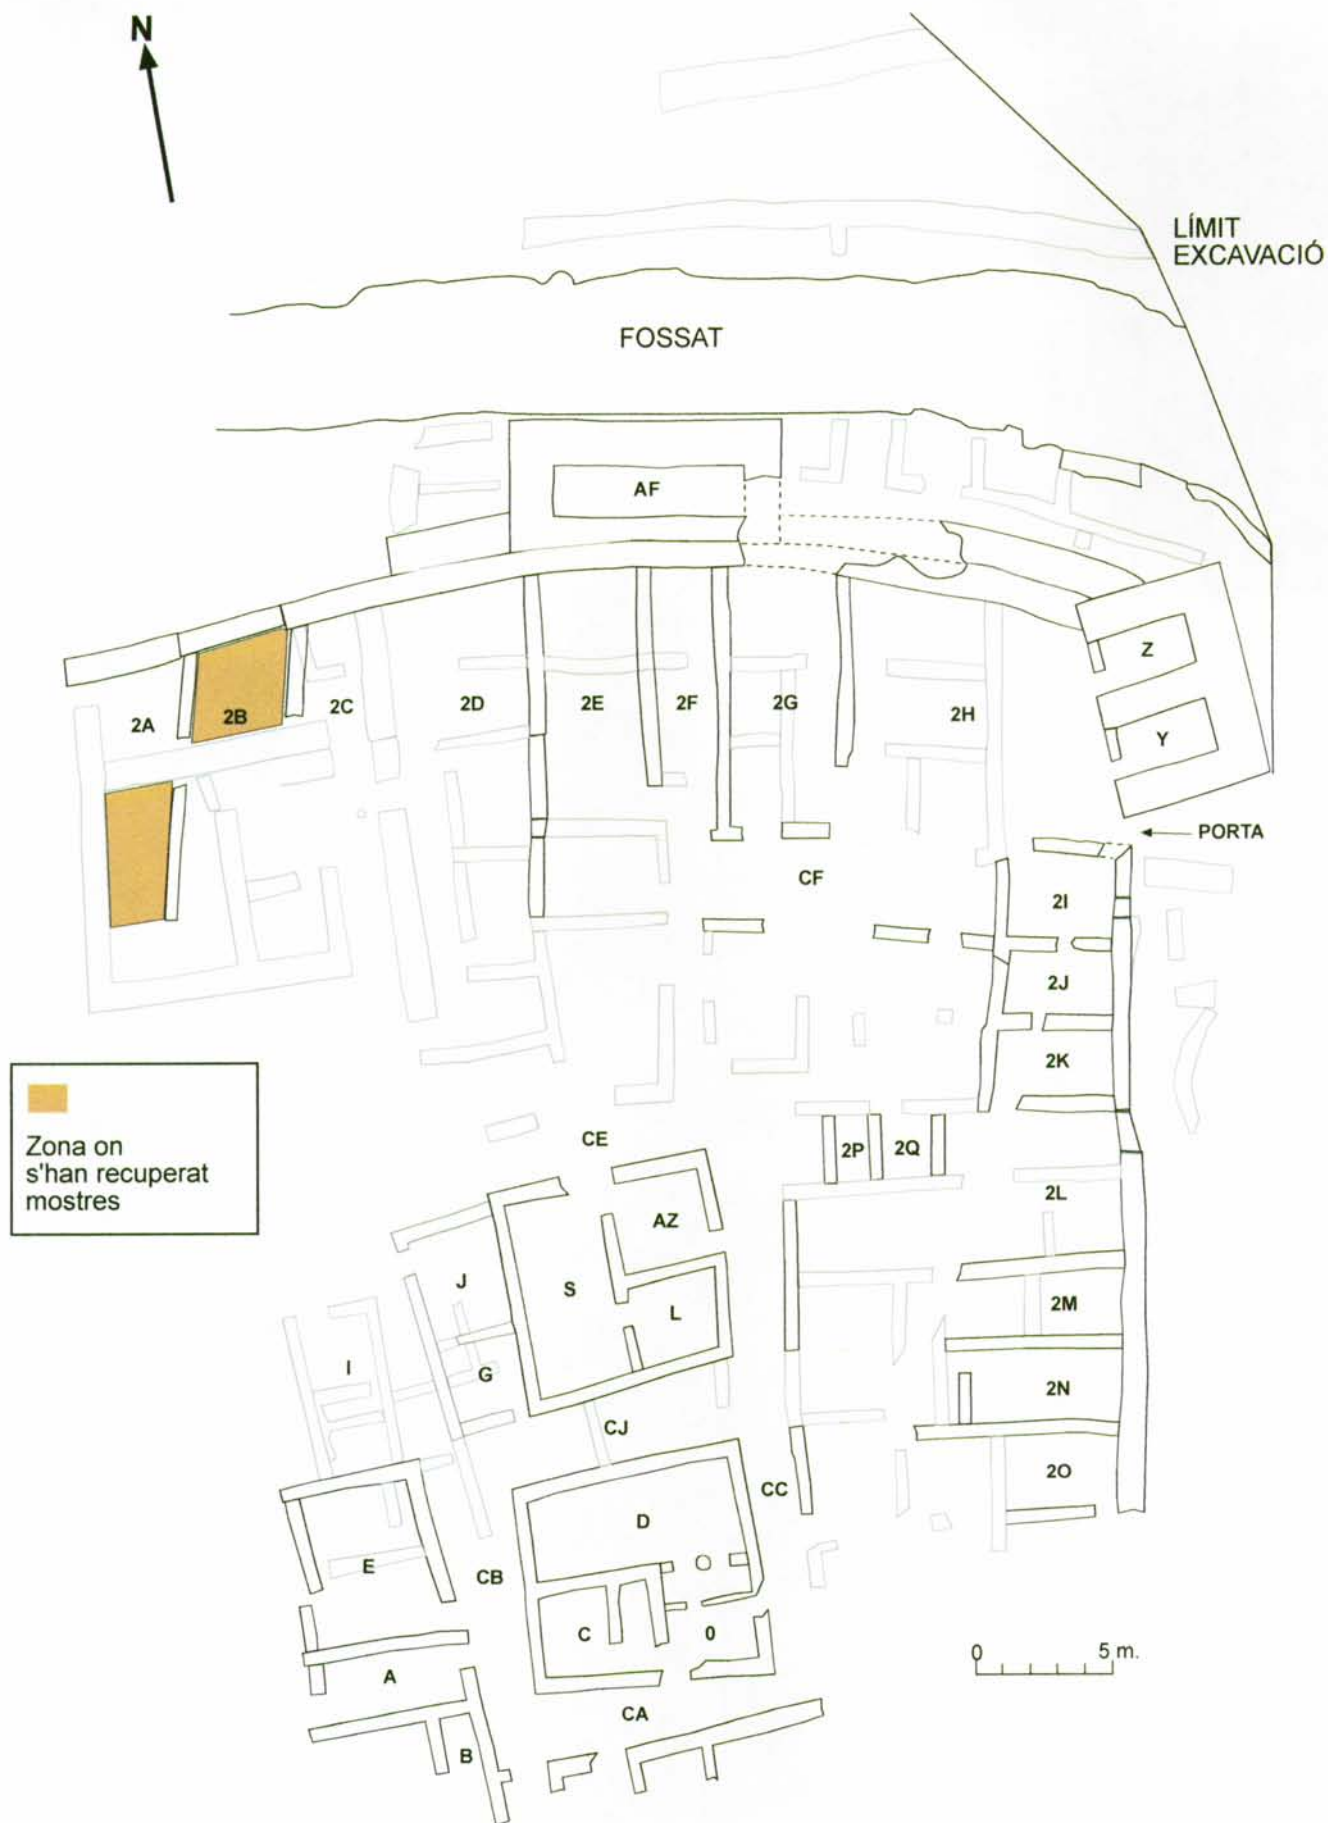 N
LÍMIT
EXCAVACIÓ
FOSSAT
AF
Z
2A
2B
2C
2D
2E
2F
2G
2H
Y
PORTA
CF
2I
2J
2K
Zona on
s'han recuperat
mostres
CE
2P
2Q
2L
AZ
J
S
L
2M
I
G
2N
CJ
2O
CC
D
E
CB
C
0
A
0
5 m.
CA
B